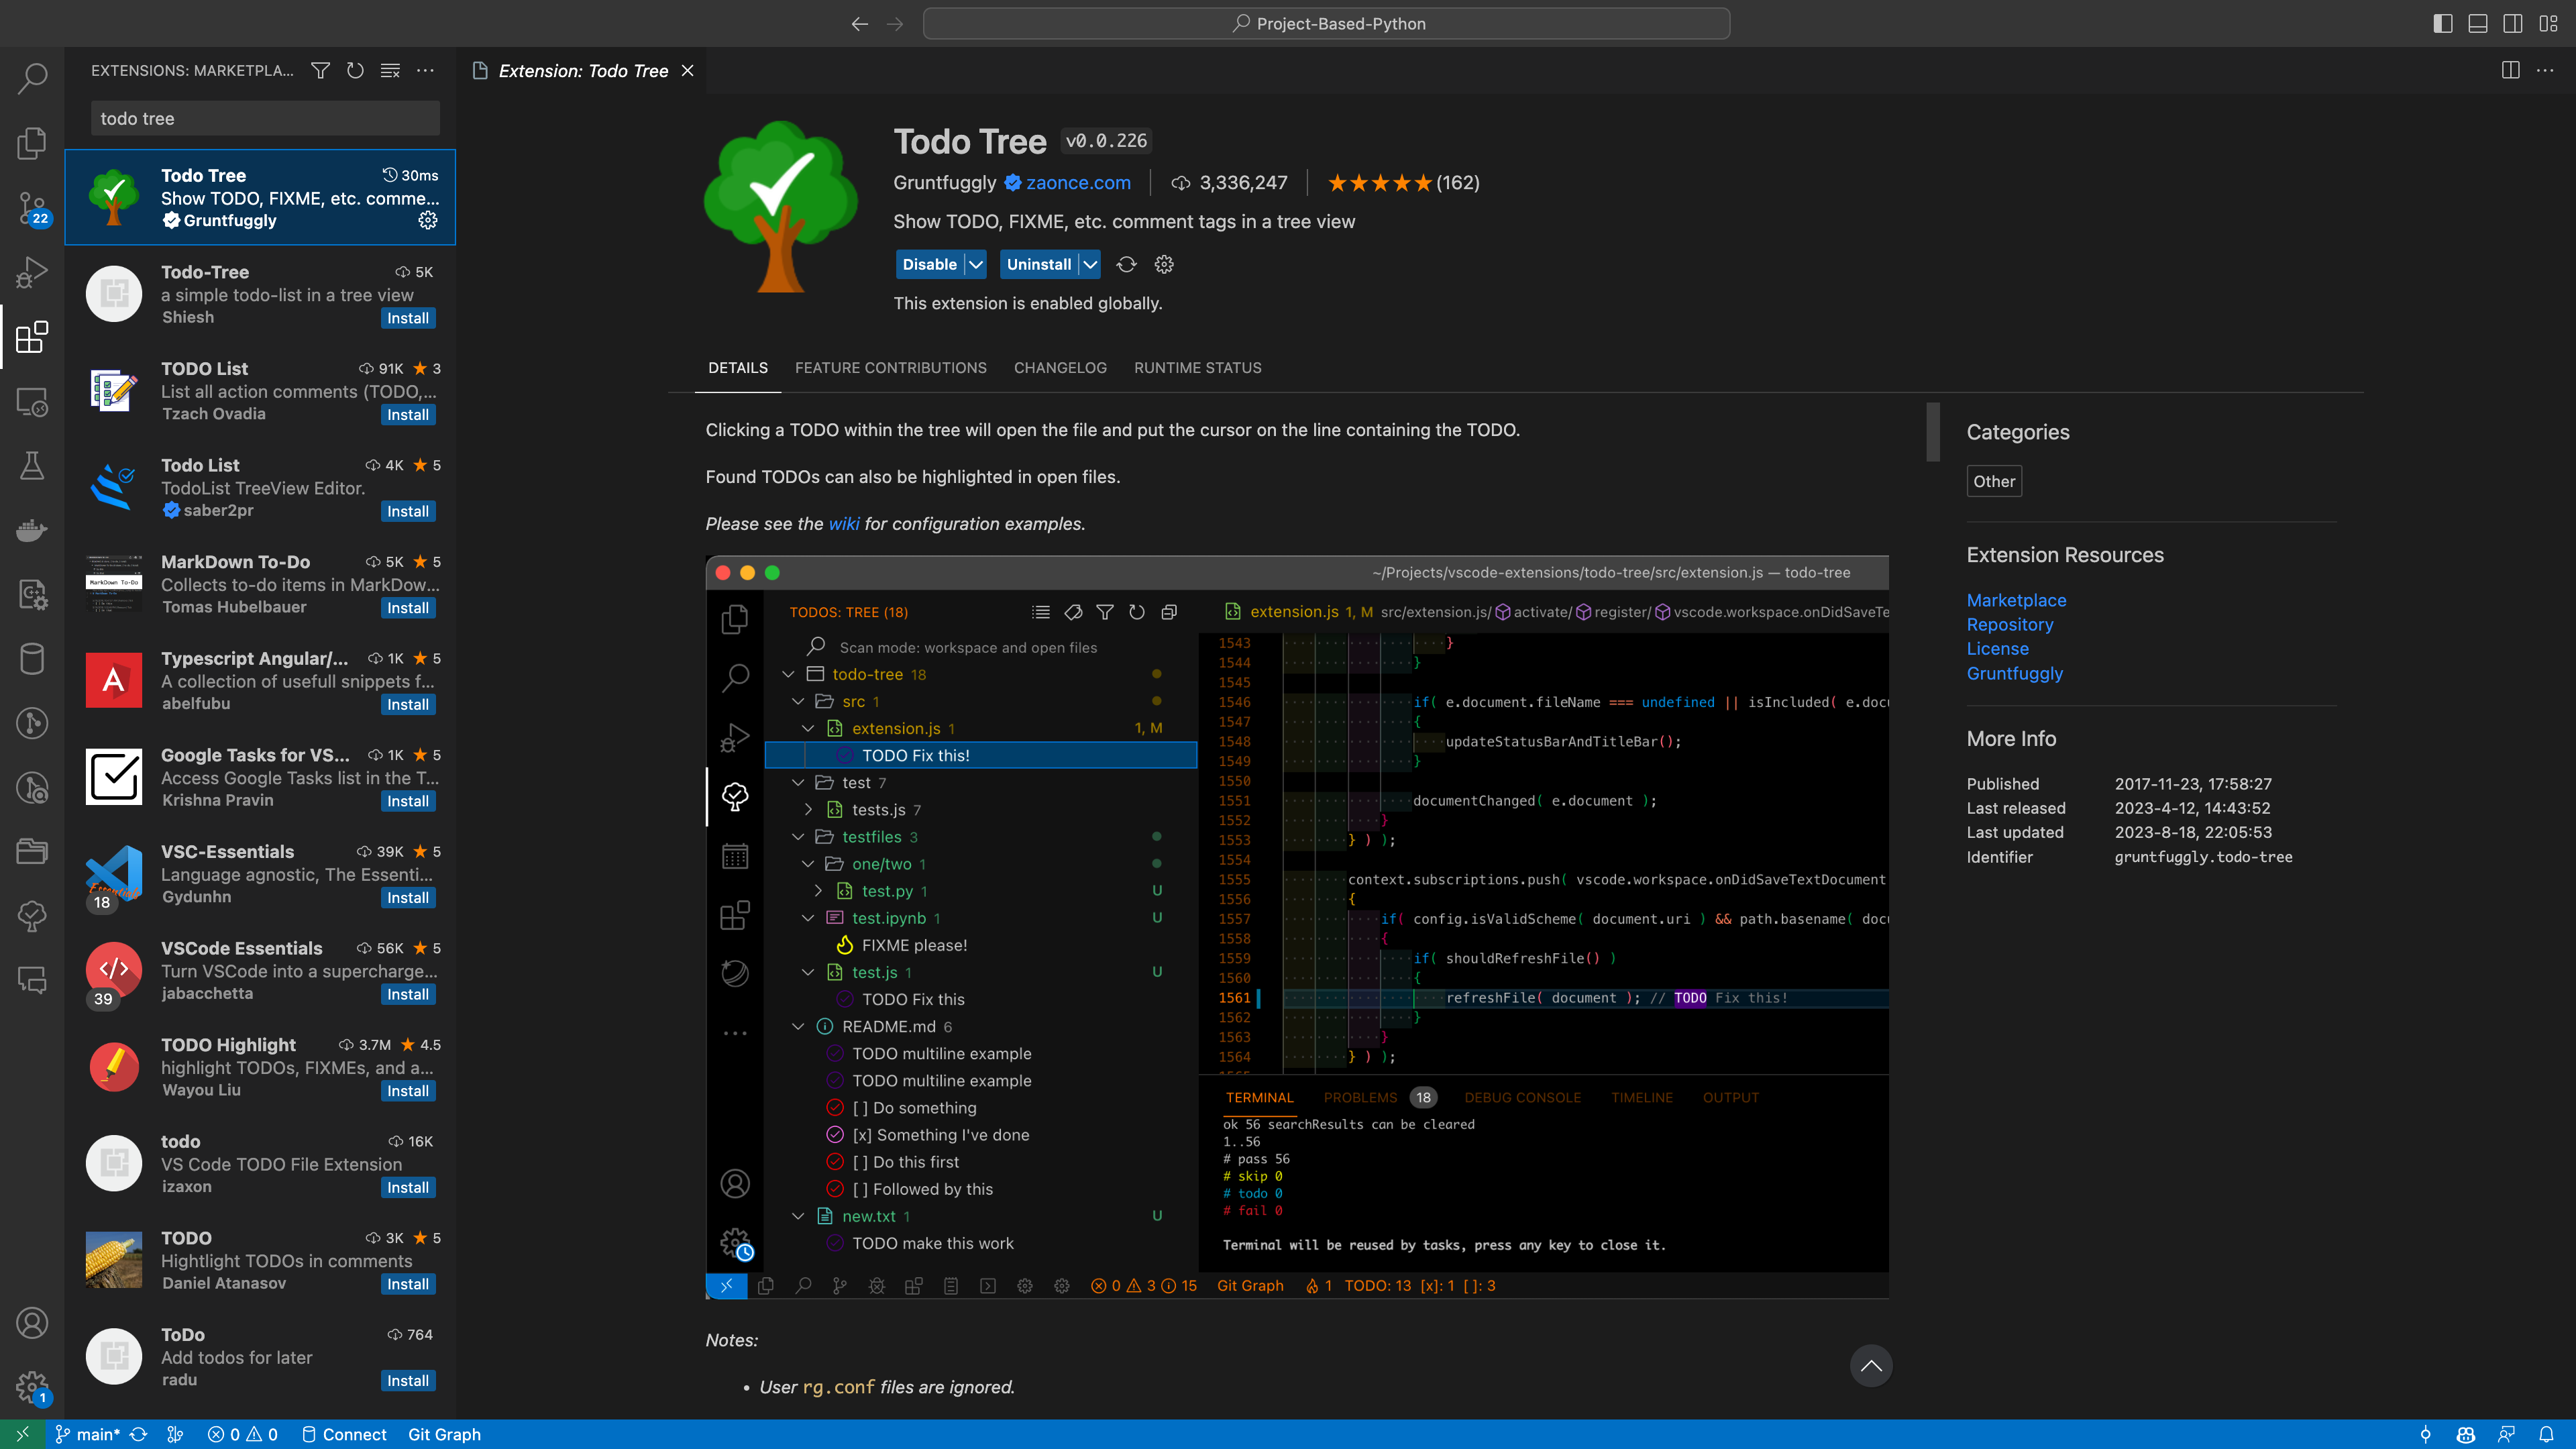 Project-Based-Python
EXTENSIONS: MARKETPLA...
Extension: Todo Tree
todo tree
Todo Tree 30ms
Show TODO, FIXME, etc. comme...
Gruntfuggly
22
Todo-Tree 5K
a simple todo-list in a tree view
Shiesh Install
TODO List 91K 3
List all action comments (TODO,...
Tzach Ovadia Install
Todo List 4K 5
TodoList TreeView Editor.
saber2pr Install
MarkDown To-Do 5K 5
Collects to-do items in MarkDow...
Tomas Hubelbauer Install
MarkDown To-Do
Typescript Angular/... 1K 5
A collection of usefull snippets f...
abelfubu Install
Google Tasks for VS... 1K 5
Access Google Tasks list in the T...
Krishna Pravin Install
VSC-Essentials 39K 5
Language agnostic, The Essenti...
Gydunhn Install
Essentials
18
VSCode Essentials 56K 5
Turn VSCode into a supercharge...
jabacchetta Install
39
TODO Highlight 3.7M 4.5
highlight TODOs, FIXMEs, and a...
Wayou Liu Install
todo 16K
VS Code TODO File Extension
izaxon Install
TODO 3K 5
Hightlight TODOs in comments
Daniel Atanasov Install
ToDo 764
Add todos for later
radu Install
1
Todo Tree v0.0.226
Gruntfuggly zaonce.com 3,336,247 (162)
Show TODO, FIXME, etc. comment tags in a tree view
Disable Uninstall
This extension is enabled globally.
DETAILS FEATURE CONTRIBUTIONS CHANGELOG RUNTIME STATUS
Clicking a TODO within the tree will open the file and put the cursor on the line containing the TODO.
Found TODOs can also be highlighted in open files.
Please see the wiki for configuration examples.
~/Projects/vscode-extensions/todo-tree/src/extension.js — todo-tree
TODOS: TREE (18)
Scan mode: workspace and open files
todo-tree 18
src 1
extension.js 1 1, M
TODO Fix this!
test 7
tests.js 7
testfiles 3
one/two 1
test.py 1 U
test.ipynb 1 U
FIXME please!
test.js 1 U
TODO Fix this
README.md 6
TODO multiline example
TODO multiline example
[ ] Do something
[x] Something I've done
[ ] Do this first
[ ] Followed by this
new.txt 1 U
TODO make this work
extension.js 1, M src/extension.js/ activate/ register/ vscode.workspace.onDidSaveTe
1543 }
1544 }
1545
1546 if( e.document.fileName === undefined || isIncluded( e.docu
1547 {
1548 updateStatusBarAndTitleBar();
1549 }
1550
1551 documentChanged( e.document );
1552 }
1553 } ) );
1554
1555 context.subscriptions.push( vscode.workspace.onDidSaveTextDocument
1556 {
1557 if( config.isValidScheme( document.uri ) && path.basename( docu
1558 {
1559 if( shouldRefreshFile() )
1560 {
1561 refreshFile( document ); // TODO Fix this!
1562 }
1563 }
1564 } ) );
TERMINAL PROBLEMS 18 DEBUG CONSOLE TIMELINE OUTPUT
ok 56 searchResults can be cleared
1..56
# pass 56
# skip 0
# todo 0
# fail 0
Terminal will be reused by tasks, press any key to close it.
0 3 15 Git Graph 1 TODO: 13 [x]: 1 [ ]: 3
Notes:
• User rg.conf files are ignored.
Categories
Other
Extension Resources
Marketplace
Repository
License
Gruntfuggly
More Info
Published 2017-11-23, 17:58:27
Last released 2023-4-12, 14:43:52
Last updated 2023-8-18, 22:05:53
Identifier gruntfuggly.todo-tree
main* 0 0 Connect Git Graph